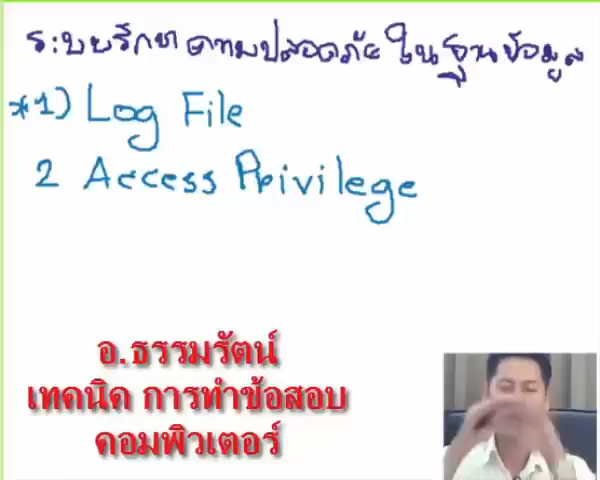 ระบบรักษาความปลอดภัยในฐานข้อมูล
*1) Log File
2 Access Privilege
อ.ธรรมรัตน์
เทคนิค การทำข้อสอบ
คอมพิวเตอร์